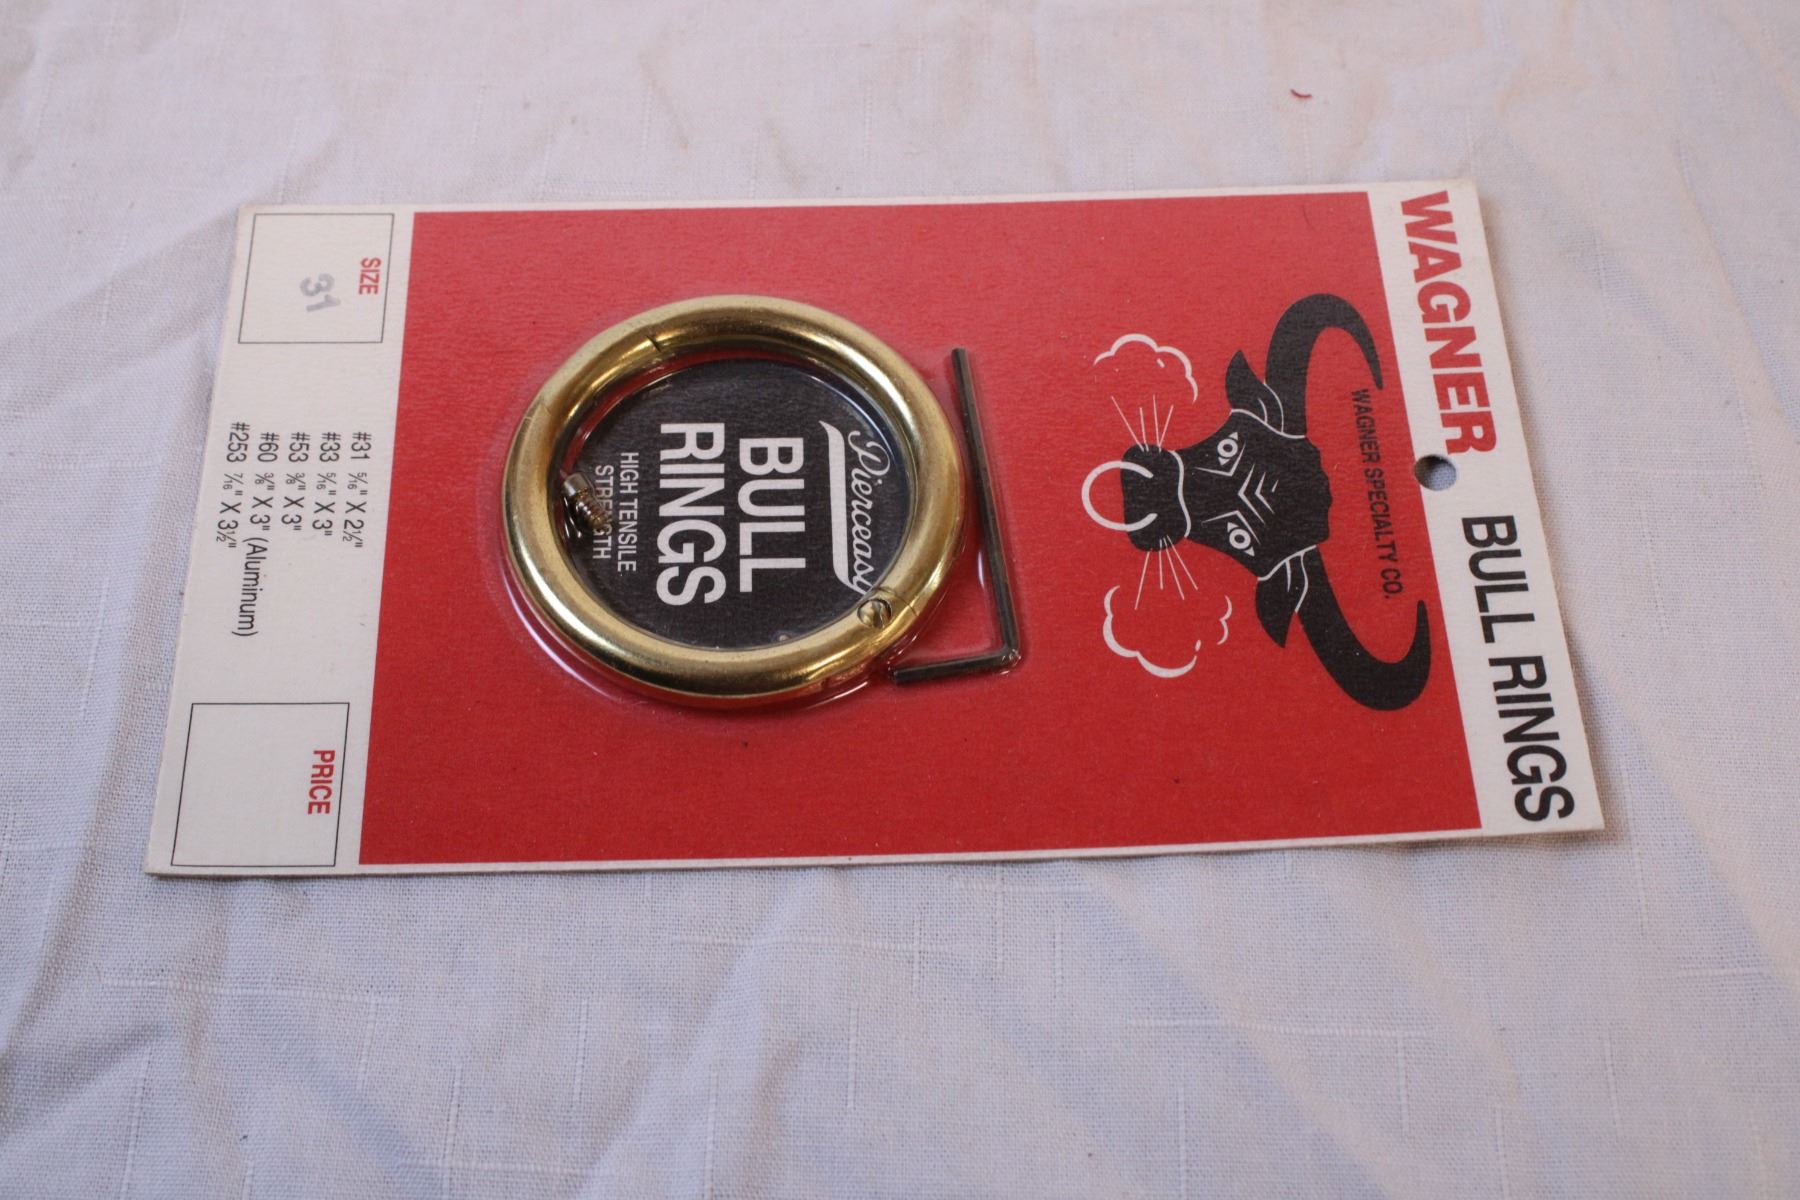 WAGNER BULL RINGS
WAGNER SPECIALTY CO.
Pierceasy
BULL
RINGS
HIGH TENSILE
STRENGTH
SIZE
31
#31 5/16" X 2½"
#33 5/16" X 3"
#53 ⅜" X 3"
#60 ⅜" X 3" (Aluminum)
#253 7/16" X 3½"
PRICE